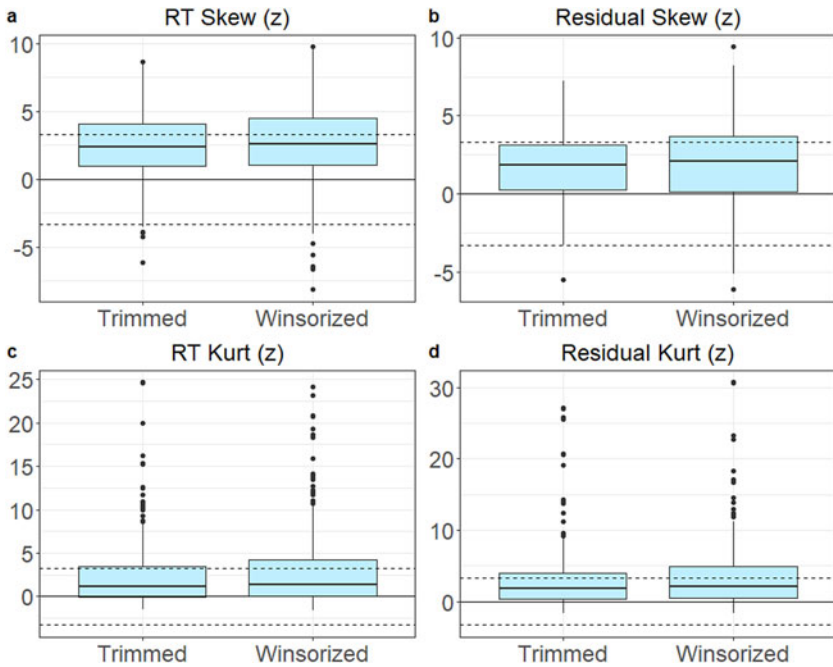 a RT Skew (z)
10
5
0
-5
Trimmed Winsorized
b Residual Skew (z)
10
5
0
-5
Trimmed Winsorized
c RT Kurt (z)
25
20
15
10
5
0
Trimmed Winsorized
d Residual Kurt (z)
30
20
10
0
Trimmed Winsorized